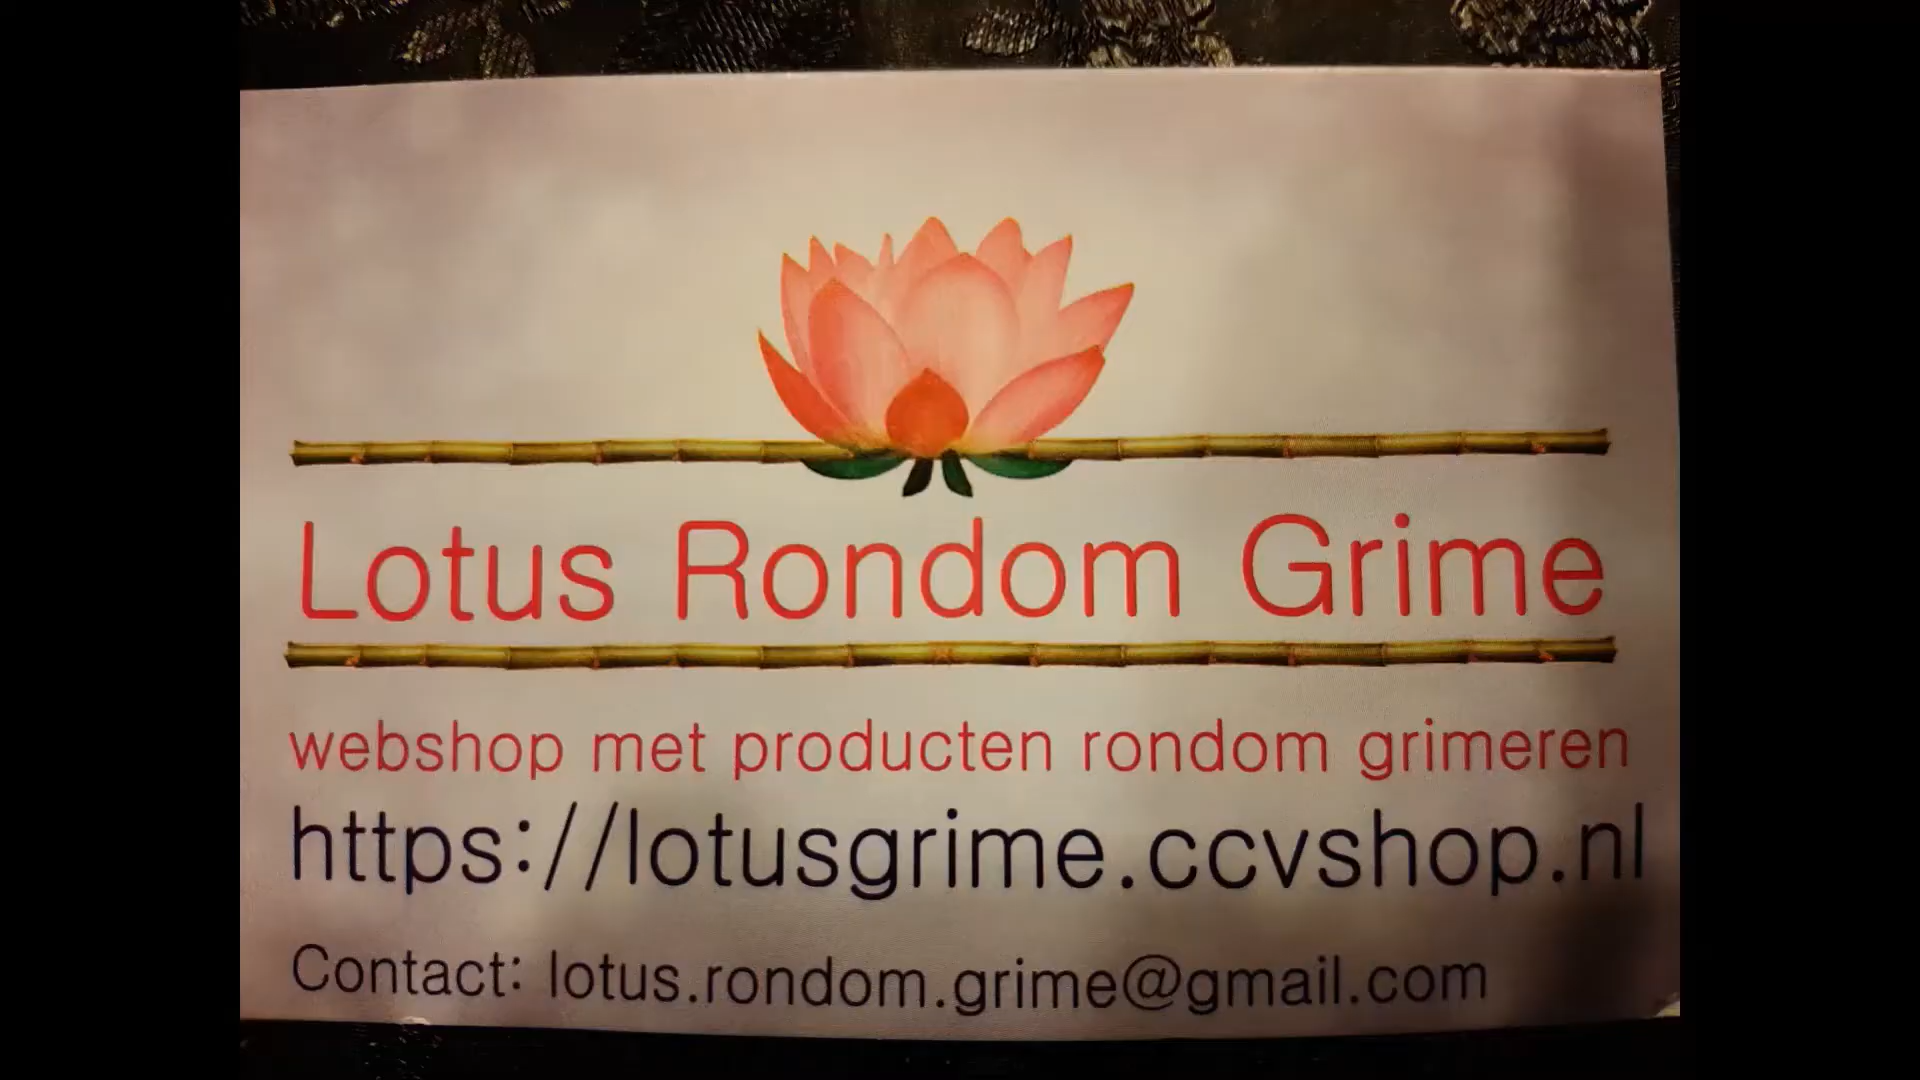 Lotus Rondom Grime
webshop met producten rondom grimeren
https://lotusgrime.ccvshop.nl
Contact: lotus.rondom.grime@gmail.com